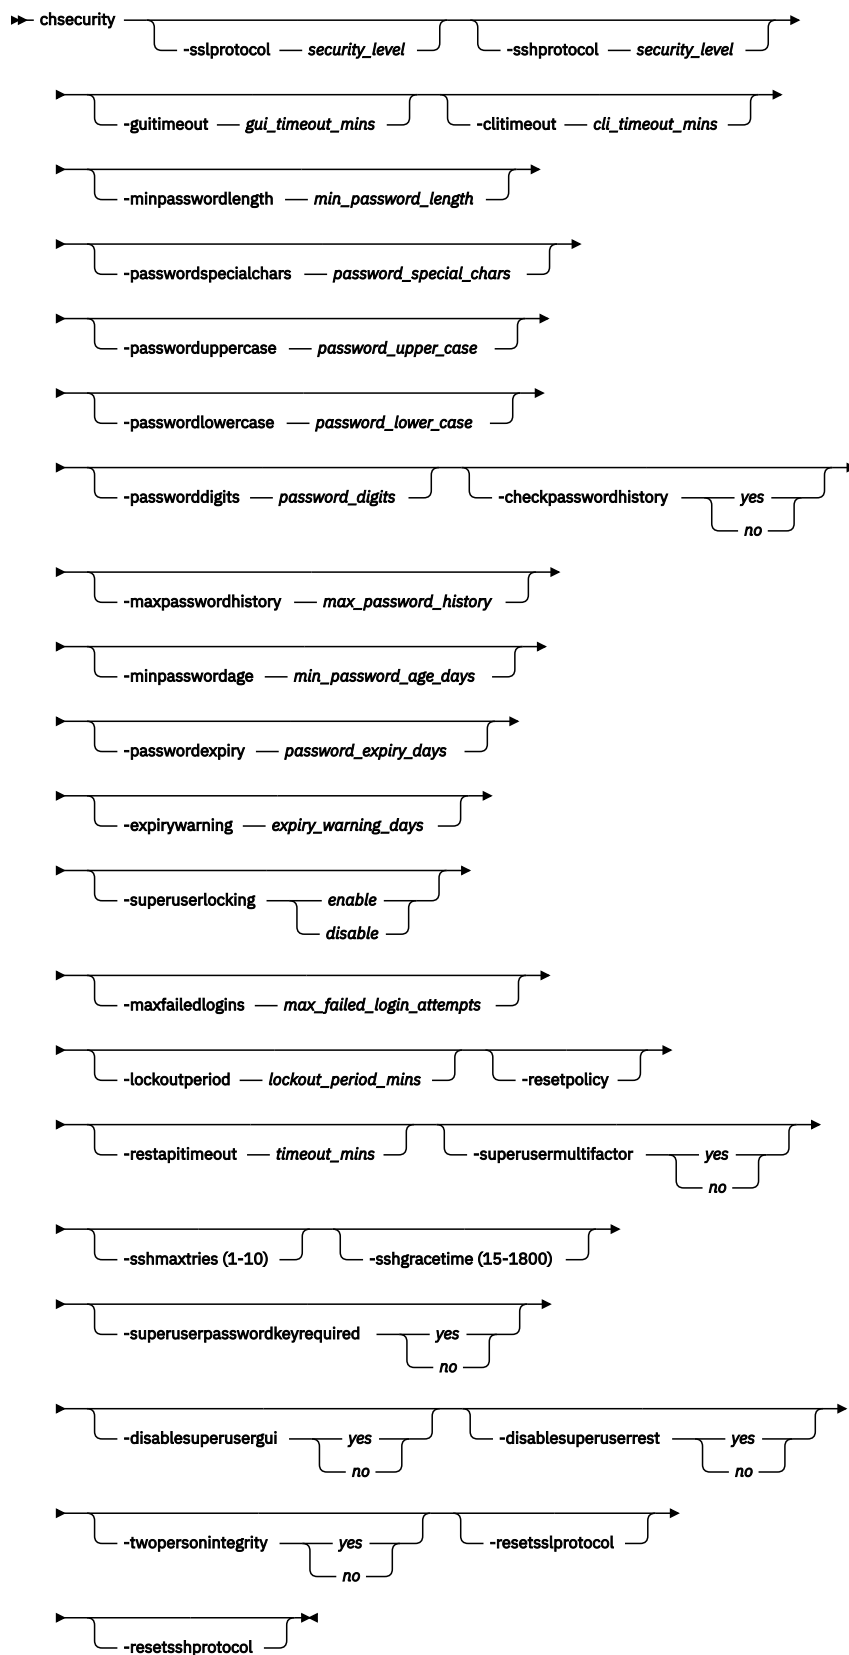 chsecurity
-sslprotocol security_level -sshprotocol security_level
-guitimeout gui_timeout_mins -clitimeout cli_timeout_mins
-minpasswordlength min_password_length
-passwordspecialchars password_special_chars
-passworduppercase password_upper_case
-passwordlowercase password_lower_case
-passworddigits password_digits -checkpasswordhistory yes
no
-maxpasswordhistory max_password_history
-minpasswordage min_password_age_days
-passwordexpiry password_expiry_days
-expirywarning expiry_warning_days
-superuserlocking enable
disable
-maxfailedlogins max_failed_login_attempts
-lockoutperiod lockout_period_mins -resetpolicy
-restapitimeout timeout_mins -superusermultifactor yes
no
-sshmaxtries (1-10) -sshgracetime (15-1800)
-superuserpasswordkeyrequired yes
no
-disablesuperusergui yes -disablesuperuserrest yes
no no
-twopersonintegrity yes -resetsslprotocol
no
-resetsshprotocol